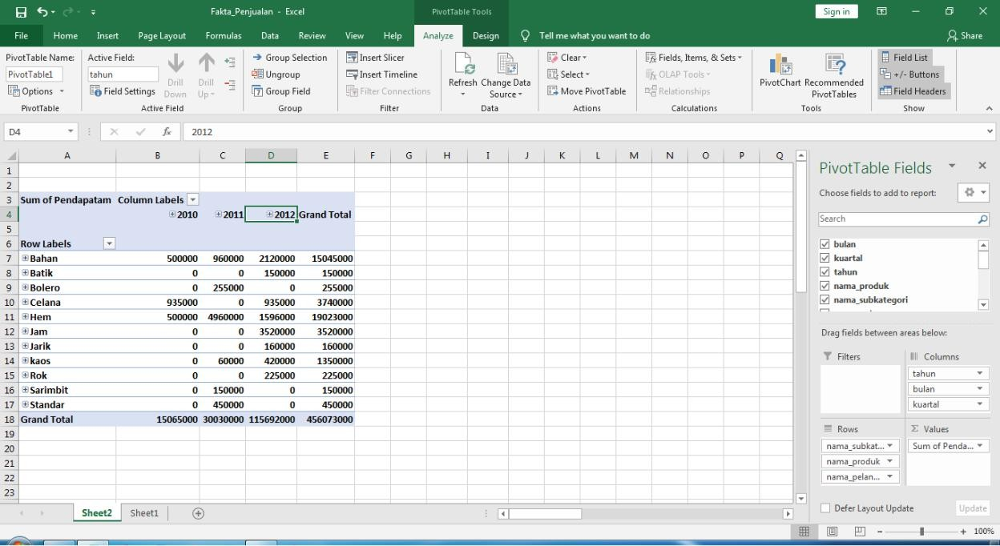 Fakta_Penjualan - Excel
PivotTable Tools
Sign in
File Home Insert Page Layout Formulas Data Review View Help Analyze Design Tell me what you want to do Share
PivotTable Name: Active Field: Group Selection Insert Slicer Clear Fields, Items, & Sets Field List
PivotTable1 tahun Ungroup Insert Timeline Refresh Change Data Source Select OLAP Tools PivotChart Recommended PivotTables +/- Buttons
Options Field Settings Drill Down Drill Up Group Field Filter Connections Move PivotTable Relationships Field Headers
PivotTable Active Field Group Filter Data Actions Calculations Tools Show
D4 fx 2012
A B C D E F G H I J K L M N O P Q
1
2
3 Sum of Pendapatam Column Labels
4 2010 2011 2012 Grand Total
5
6 Row Labels
7 Bahan 500000 960000 2120000 15045000
8 Batik 0 0 150000 150000
9 Bolero 0 255000 0 255000
10 Celana 935000 0 935000 3740000
11 Hem 500000 4960000 1596000 19023000
12 Jam 0 0 3520000 3520000
13 Jarik 0 0 160000 160000
14 kaos 0 60000 420000 1350000
15 Rok 0 0 225000 225000
16 Sarimbit 0 150000 0 150000
17 Standar 0 450000 0 450000
18 Grand Total 15065000 30030000 115692000 456073000
19
20
21
22
23
Sheet2 Sheet1
PivotTable Fields
Choose fields to add to report:
Search
bulan
kuartal
tahun
nama_produk
nama_subkategori
Drag fields between areas below:
Filters
Columns
tahun
bulan
kuartal
Rows
nama_subkat...
nama_produk
nama_pelan...
Values
Sum of Penda...
Defer Layout Update Update
100%